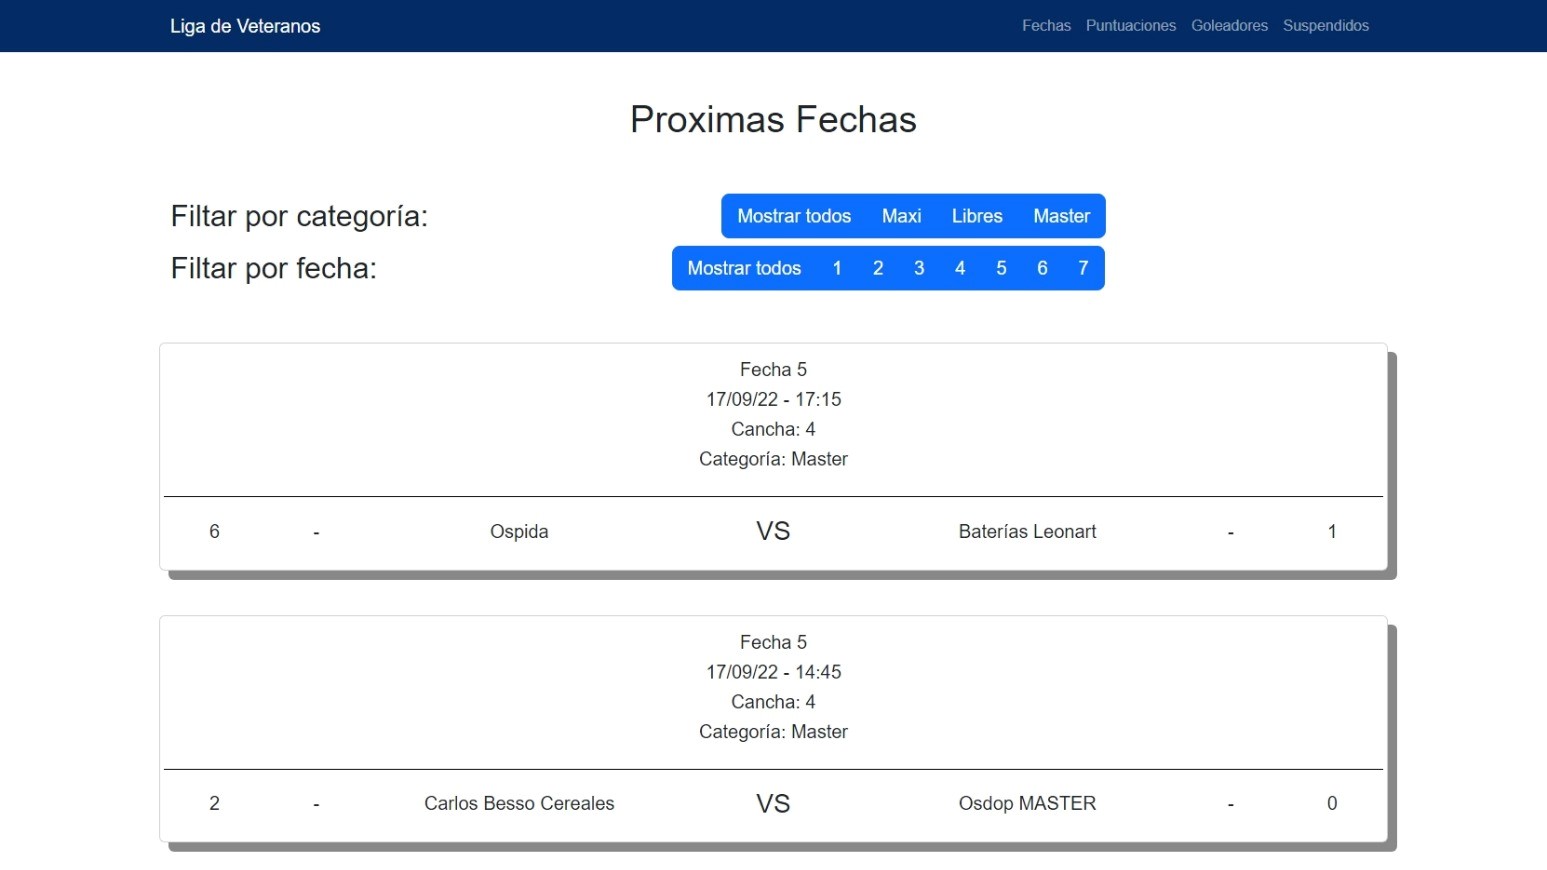 Liga de Veteranos Fechas Puntuaciones Goleadores Suspendidos
Proximas Fechas
Filtar por categoría: Mostrar todos Maxi Libres Master
Filtar por fecha: Mostrar todos 1 2 3 4 5 6 7
Fecha 5
17/09/22 - 17:15
Cancha: 4
Categoría: Master
6 - Ospida VS Baterías Leonart - 1
Fecha 5
17/09/22 - 14:45
Cancha: 4
Categoría: Master
2 - Carlos Besso Cereales VS Osdop MASTER - 0